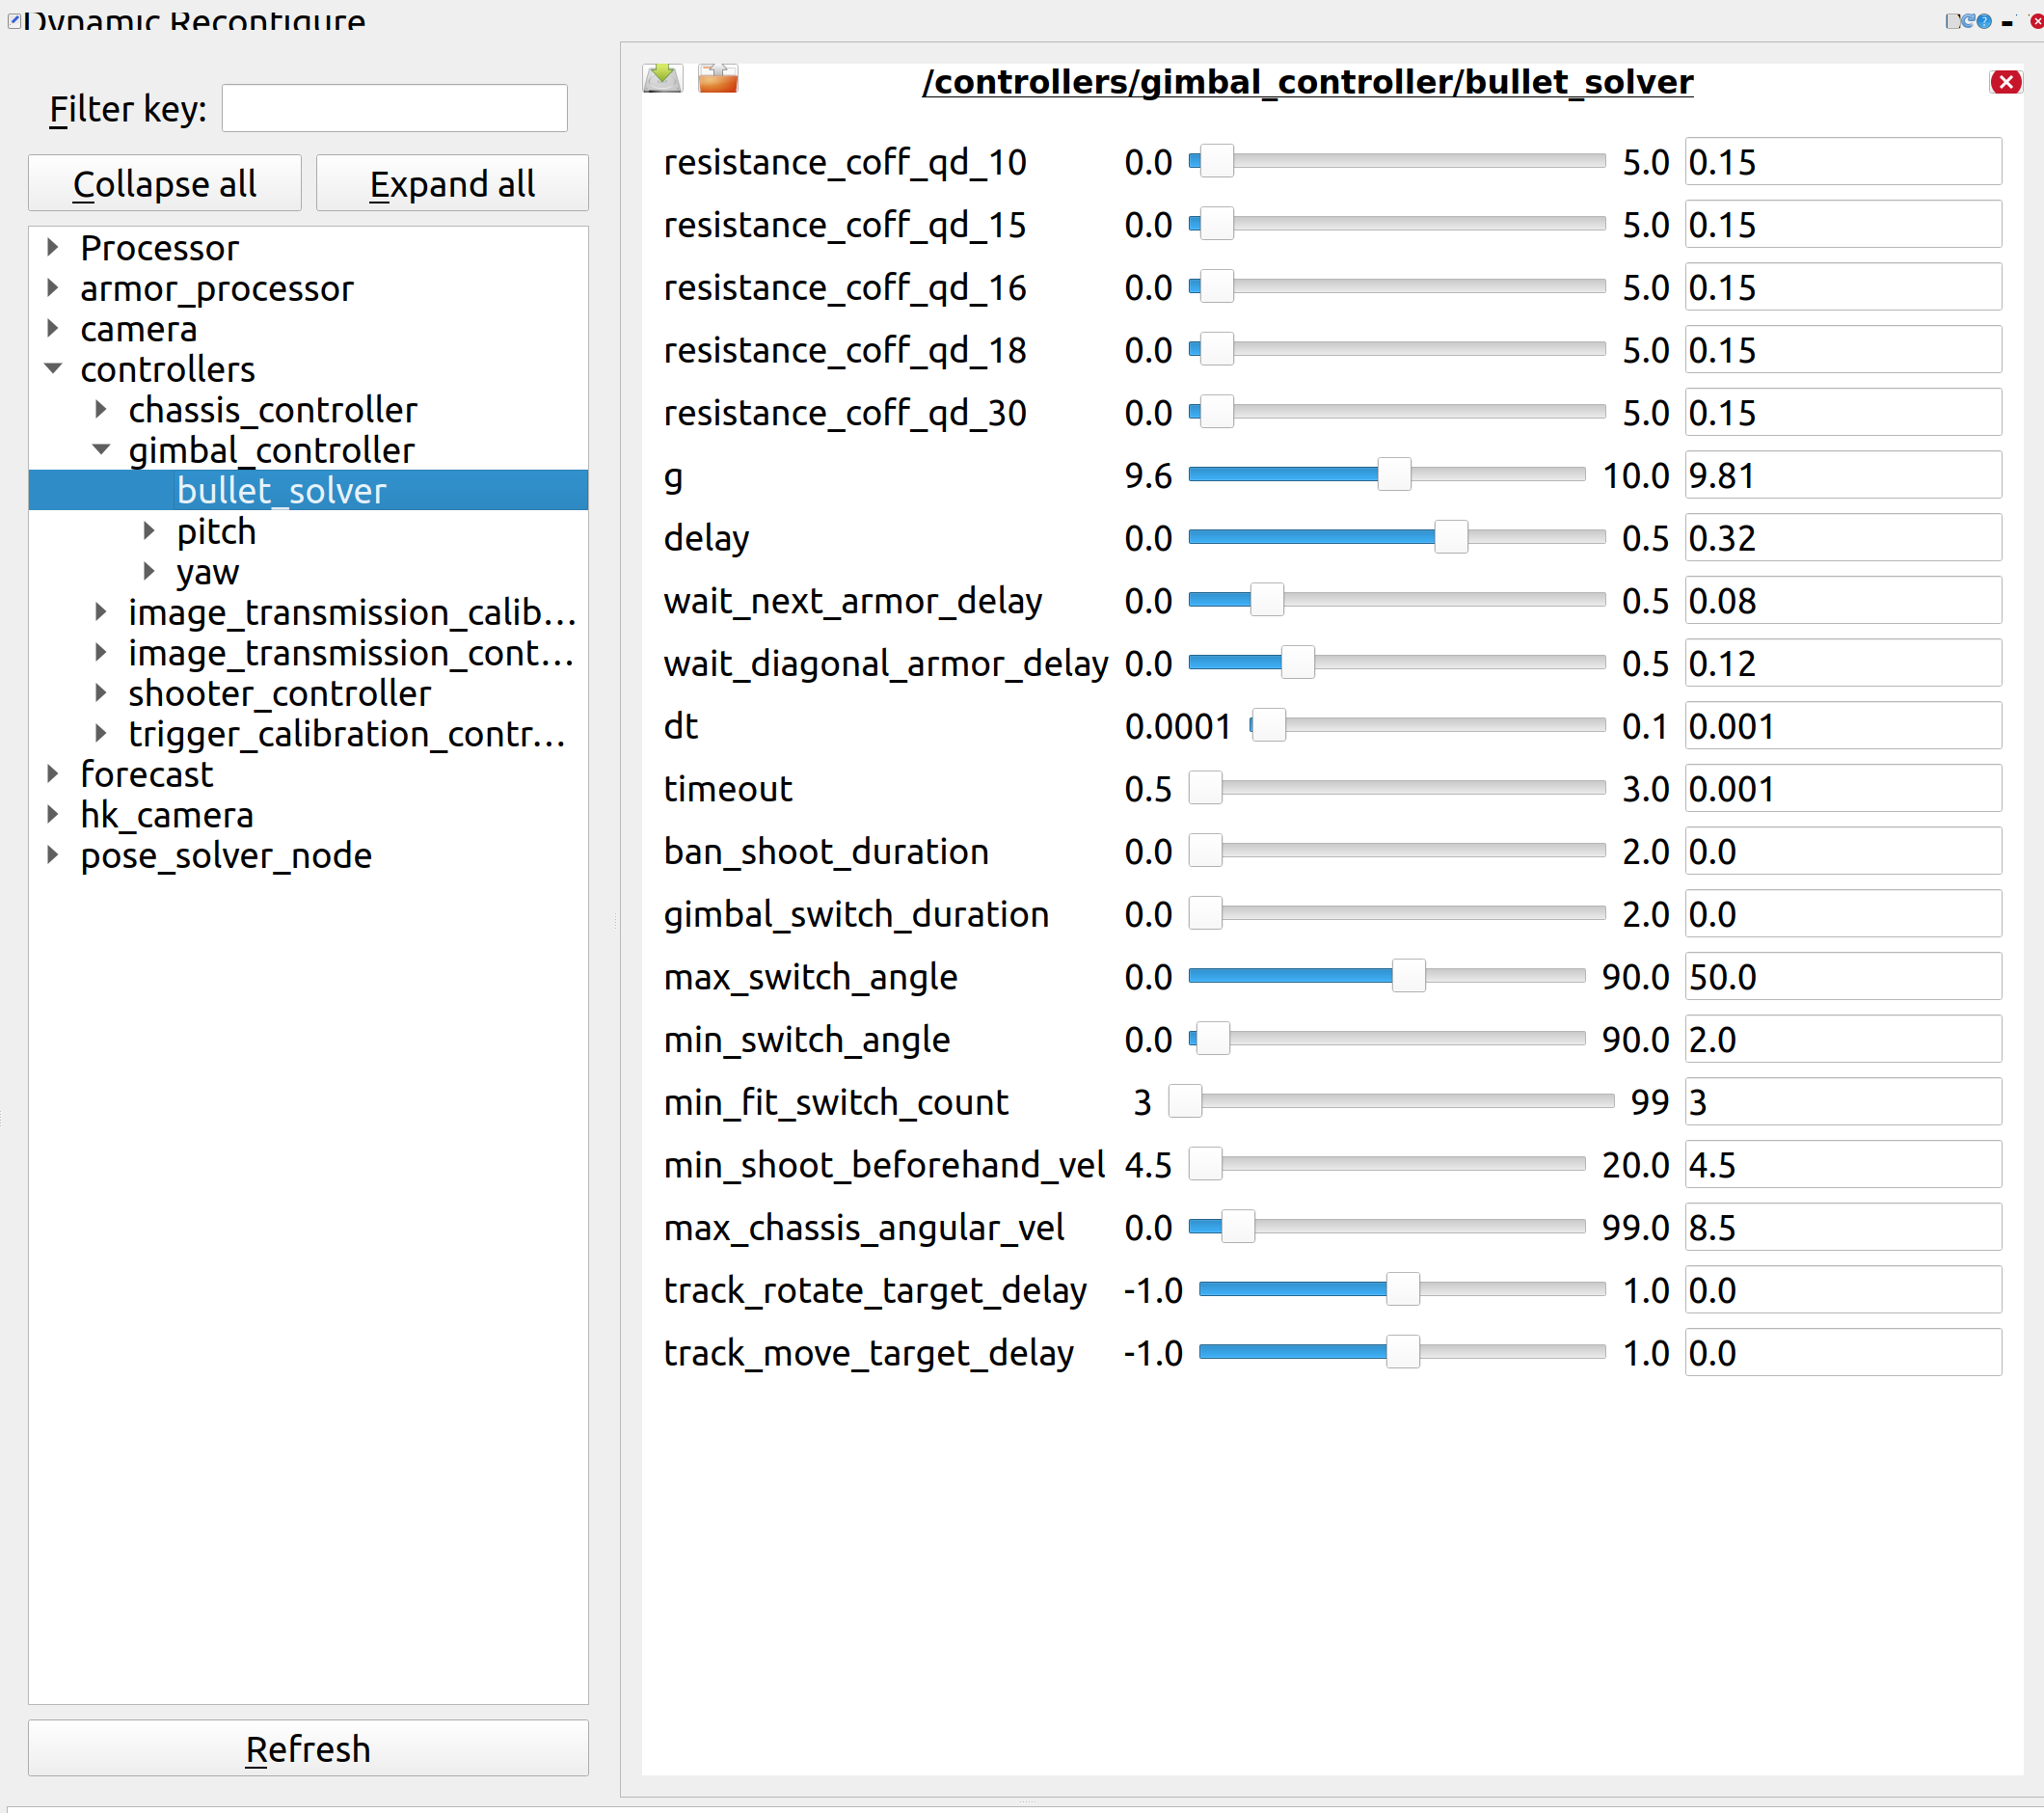 Dynamic Reconfigure
Filter key:
Collapse all Expand all
Processor
armor_processor
camera
controllers
chassis_controller
gimbal_controller
bullet_solver
pitch
yaw
image_transmission_calib...
image_transmission_cont...
shooter_controller
trigger_calibration_contr...
forecast
hk_camera
pose_solver_node
Refresh
/controllers/gimbal_controller/bullet_solver
resistance_coff_qd_10 0.0 5.0 0.15
resistance_coff_qd_15 0.0 5.0 0.15
resistance_coff_qd_16 0.0 5.0 0.15
resistance_coff_qd_18 0.0 5.0 0.15
resistance_coff_qd_30 0.0 5.0 0.15
g 9.6 10.0 9.81
delay 0.0 0.5 0.32
wait_next_armor_delay 0.0 0.5 0.08
wait_diagonal_armor_delay 0.0 0.5 0.12
dt 0.0001 0.1 0.001
timeout 0.5 3.0 0.001
ban_shoot_duration 0.0 2.0 0.0
gimbal_switch_duration 0.0 2.0 0.0
max_switch_angle 0.0 90.0 50.0
min_switch_angle 0.0 90.0 2.0
min_fit_switch_count 3 99 3
min_shoot_beforehand_vel 4.5 20.0 4.5
max_chassis_angular_vel 0.0 99.0 8.5
track_rotate_target_delay -1.0 1.0 0.0
track_move_target_delay -1.0 1.0 0.0